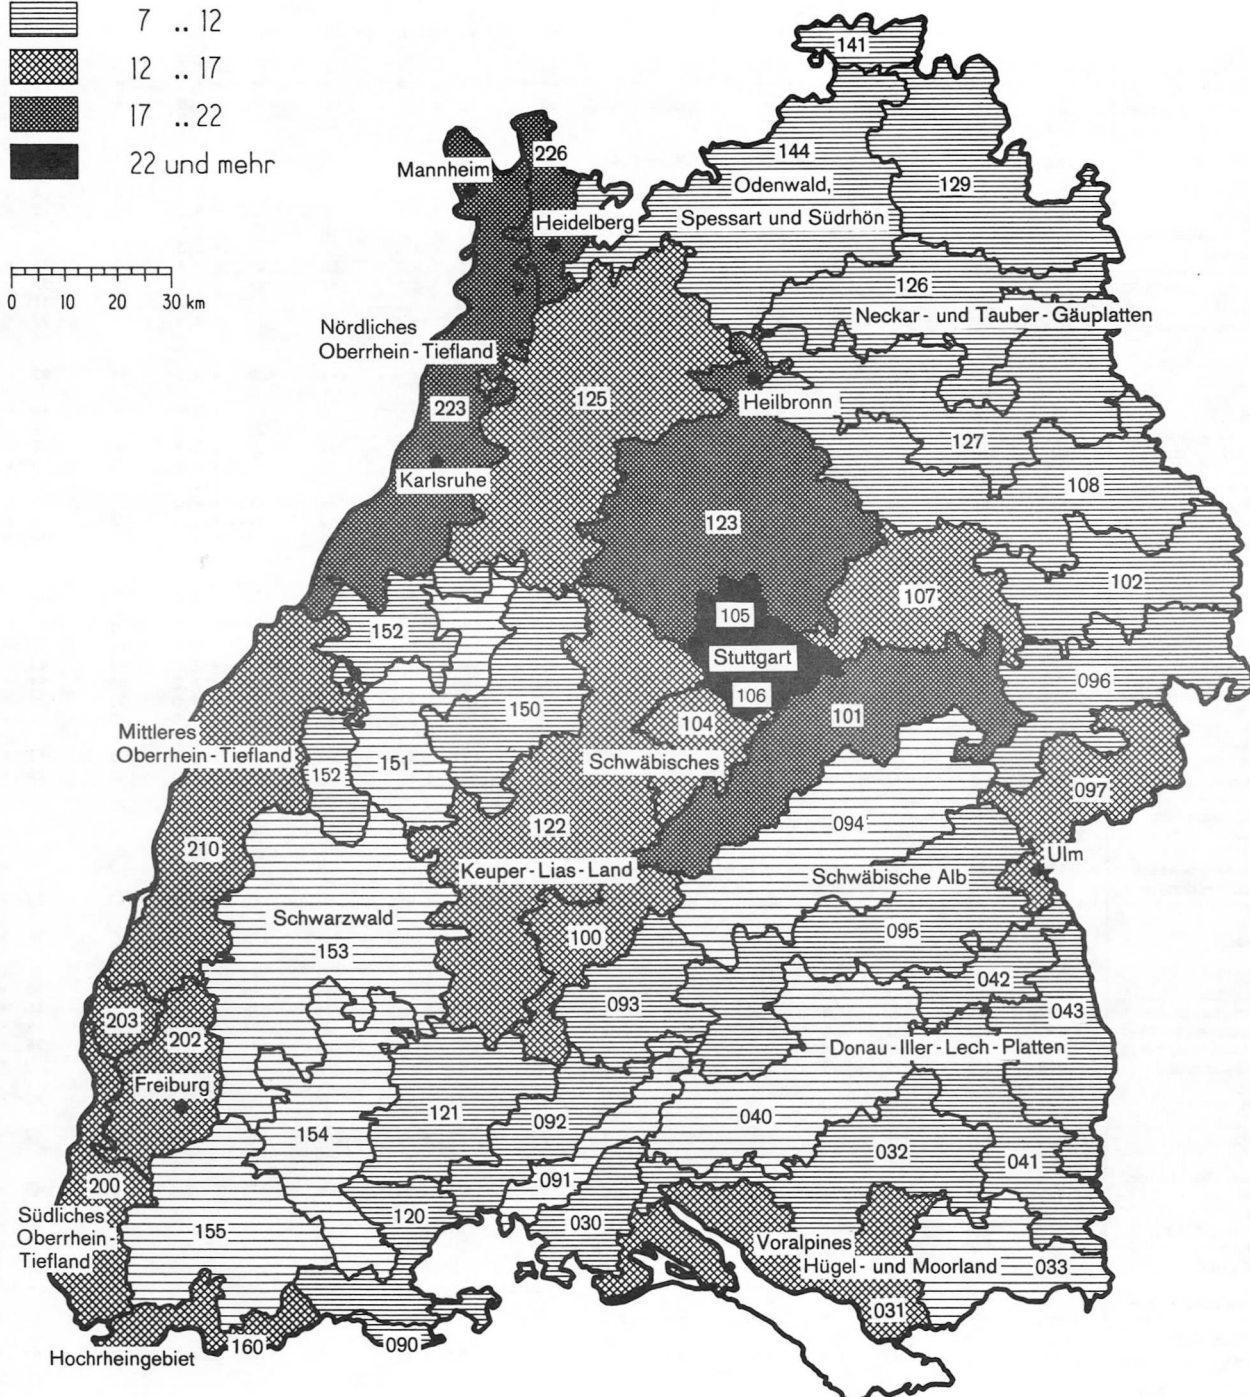 7 .. 12
12 .. 17
17 .. 22
22 und mehr
0 10 20 30 km
141
144
Odenwald,
Spessart und Südrhön
129
226
Mannheim
Heidelberg
126
Neckar- und Tauber-Gäuplatten
Nördliches
Oberrhein-Tiefland
223
125
Heilbronn
127
Karlsruhe
108
123
102
107
105
152
Stuttgart
096
106
150
104
101
Mittleres
Oberrhein-Tiefland
Schwäbisches
151
152
097
094
122
210
Ulm
Keuper-Lias-Land
Schwäbische Alb
Schwarzwald
095
100
153
042
093
043
203
202
Donau-Iller-Lech-Platten
Freiburg
121
040
092
154
032
041
091
200
120
030
Südliches
Oberrhein-
Tiefland
155
Voralpines
Hügel- und Moorland
033
031
160
090
Hochrheingebiet